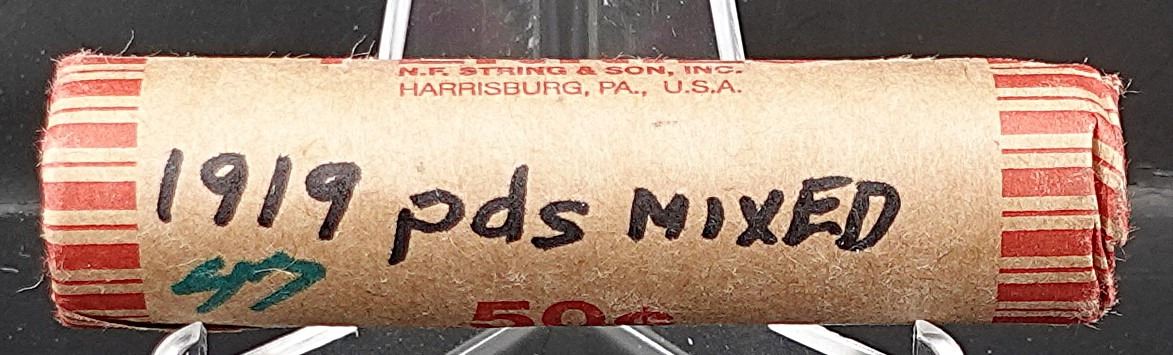 N.F. STRING & SON, INC.
HARRISBURG, PA., U.S.A.
1919 pds MIXED
50¢